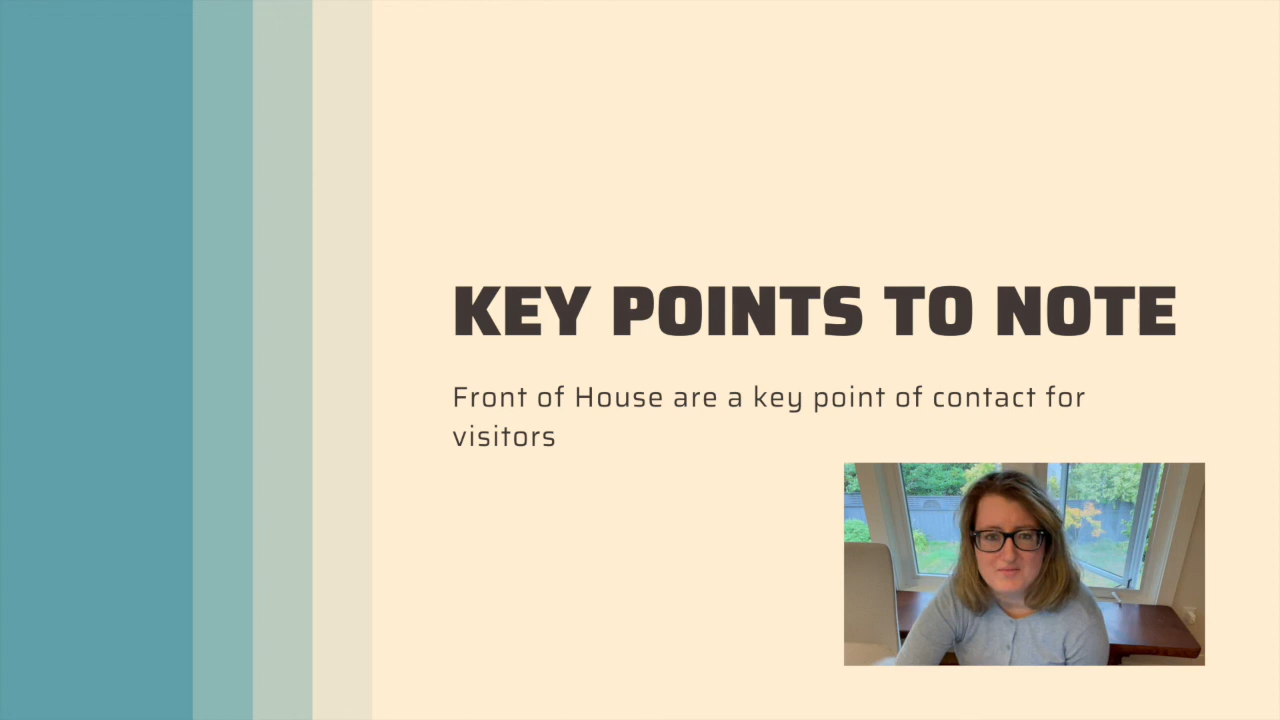 KEY POINTS TO NOTE
Front of House are a key point of contact for
visitors